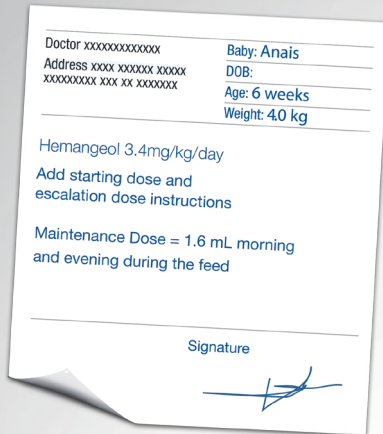 Doctor xxxxxxxxxxxxx
Address xxxx xxxxxx xxxxx
xxxxxxxxx xxx xx xxxxxxx
Baby: Anais
DOB:
Age: 6 weeks
Weight: 4.0 kg
Hemangeol 3.4mg/kg/day
Add starting dose and
escalation dose instructions
Maintenance Dose = 1.6 mL morning
and evening during the feed
Signature